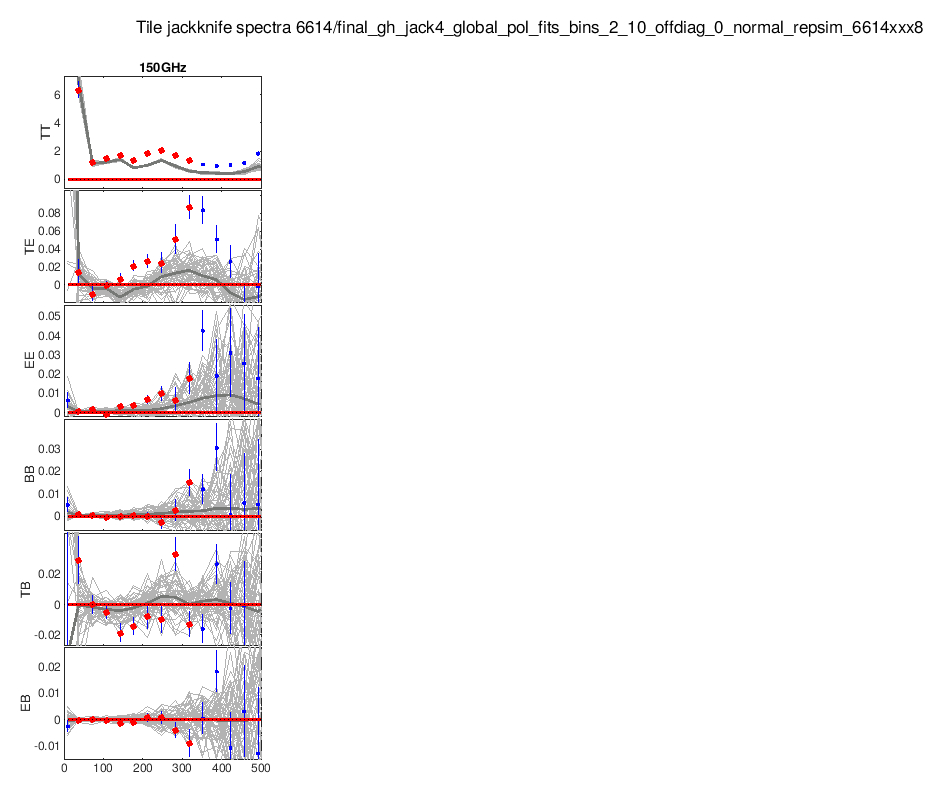 Tile jackknife spectra 6614/final_gh_jack4_global_pol_fits_bins_2_10_offdiag_0_normal_repsim_6614xxx8
150GHz
6
4
2
0
TT
0.08
0.06
0.04
0.02
0
TE
0.05
0.04
0.03
0.02
0.01
0
EE
0.03
0.02
0.01
0
BB
0.02
0
-0.02
TB
0.02
0.01
0
-0.01
EB
0 100 200 300 400 500